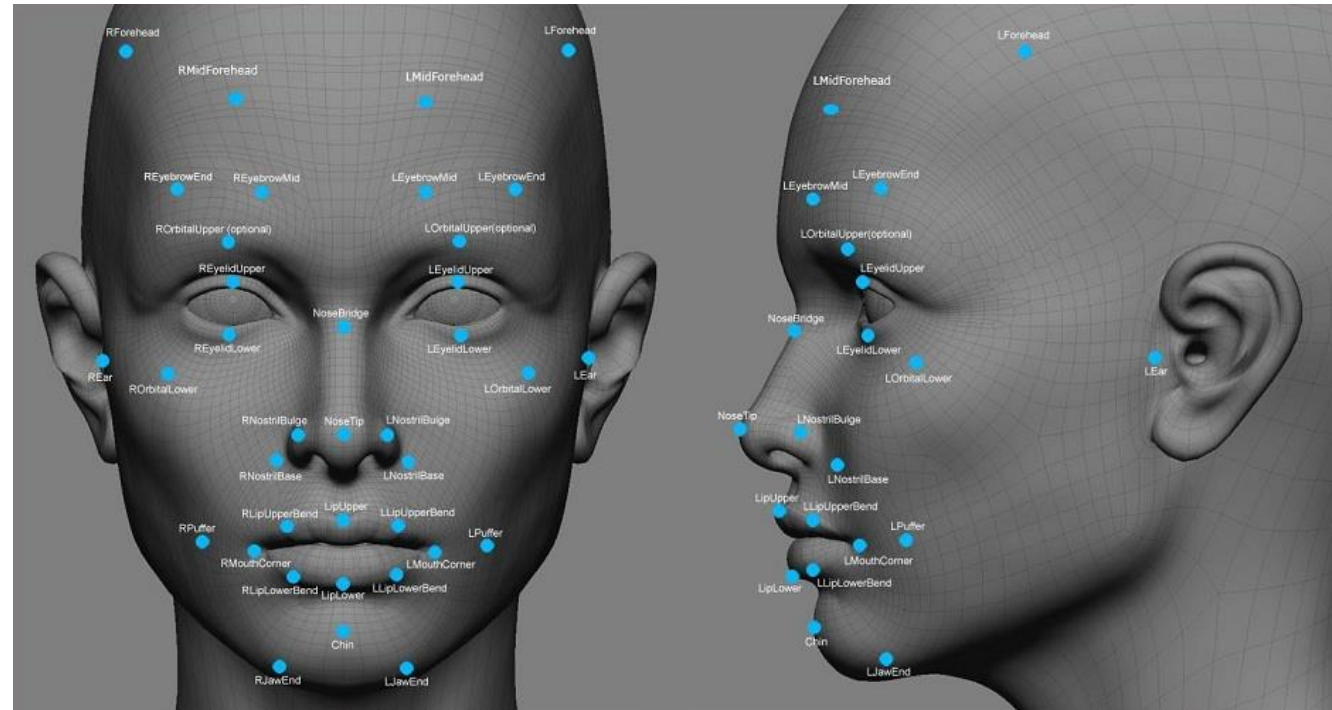 RForehead
LForehead
RMidForehead
LMidForehead
REyebrowEnd
REyebrowMid
LEyebrowMid
LEyebrowEnd
ROrbitalUpper (optional)
LOrbitalUpper(optional)
REyelidUpper
LEyelidUpper
NoseBridge
REyelidLower
LEyelidLower
REar
ROrbitalLower
LOrbitalLower
LEar
RNostrilBulge
NoseTip
LNostrilBulge
RNostrilBase
LNostrilBase
RLipUpperBend
LipUpper
LLipUpperBend
RPuffer
LPuffer
RMouthCorner
LMouthCorner
RLipLowerBend
LipLower
LLipLowerBend
Chin
RJawEnd
LJawEnd
LForehead
LMidForehead
LEyebrowMid
LEyebrowEnd
LOrbitalUpper(optional)
LEyelidUpper
NoseBridge
LEyelidLower
LOrbitalLower
LEar
NoseTip
LNostrilBulge
LNostrilBase
LipUpper
LLipUpperBend
LPuffer
LMouthCorner
LipLower
LLipLowerBend
Chin
LJawEnd